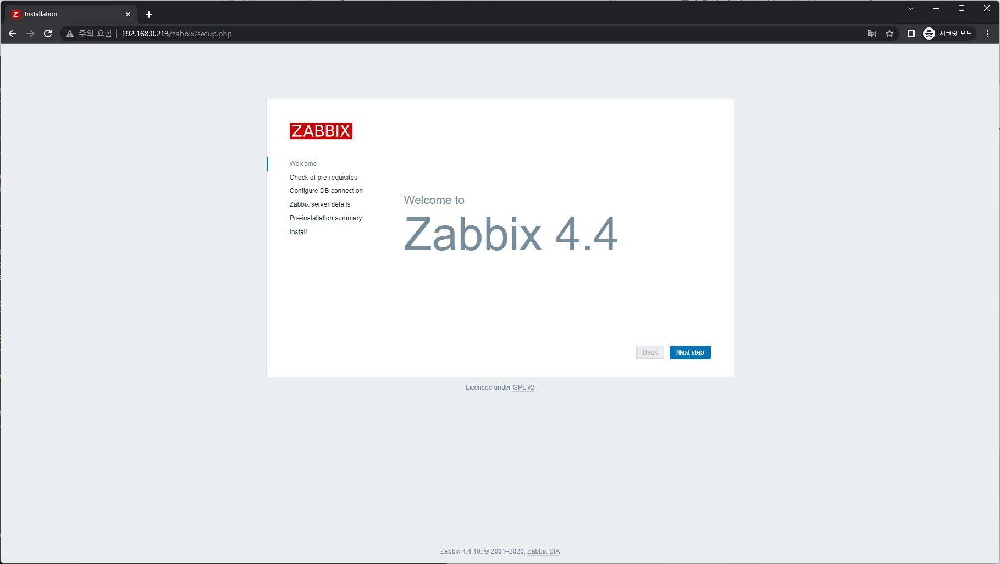 Installation
주의 요함 192.168.0.213/zabbix/setup.php
시크릿 모드
ZABBIX
Welcome
Check of pre-requisites
Configure DB connection
Zabbix server details
Pre-installation summary
Install
Welcome to
Zabbix 4.4
Back
Next step
Licensed under GPL v2
Zabbix 4.4.10. © 2001–2020, Zabbix SIA